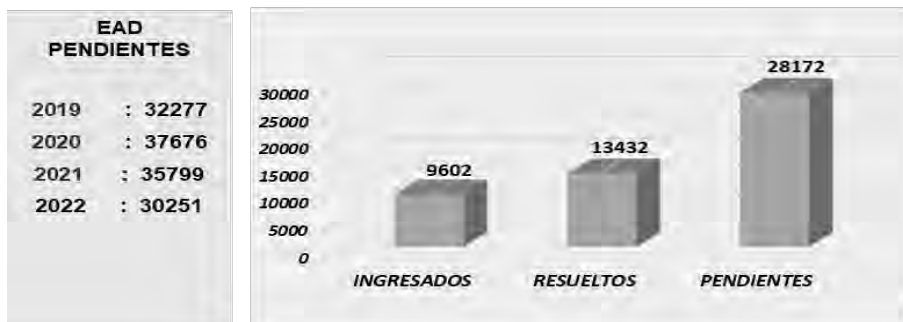 EAD
PENDIENTES
2019 : 32277
2020 : 37676
2021 : 35799
2022 : 30251
30000
25000
20000
15000
10000
5000
0
9602
13432
28172
INGRESADOS
RESUELTOS
PENDIENTES